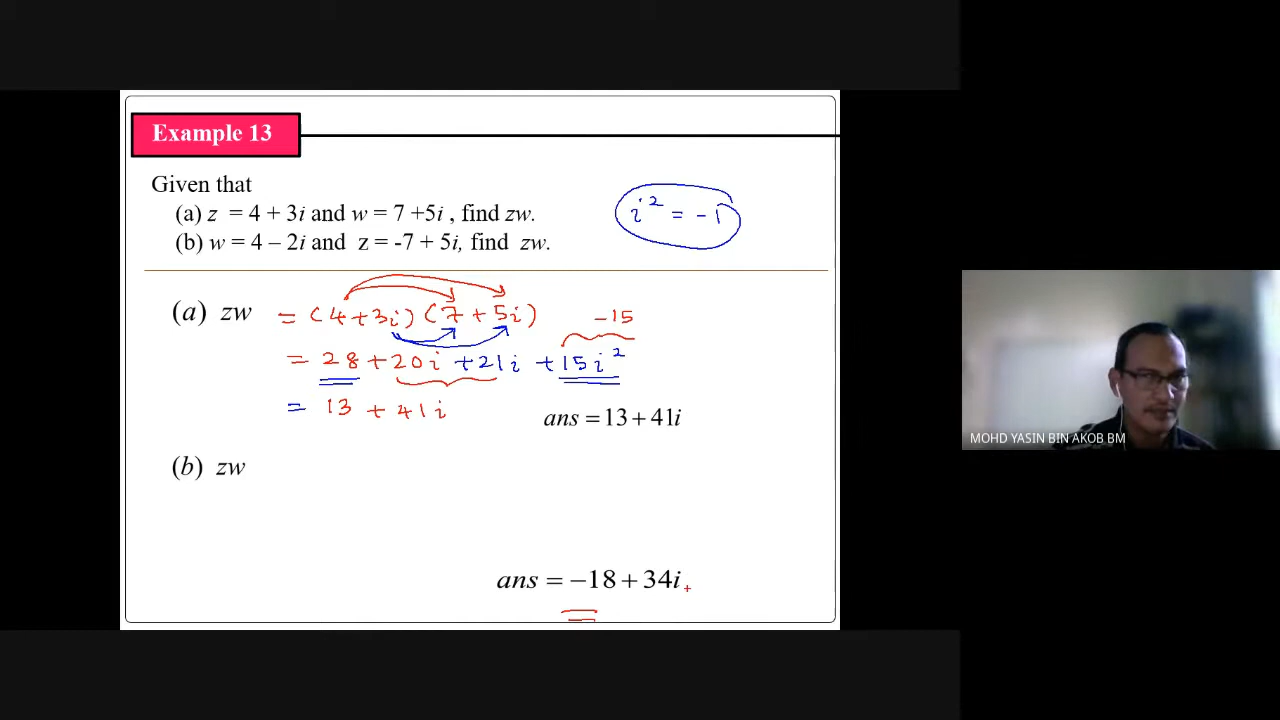 Example 13
Given that
(a) z = 4 + 3i and w = 7 +5i , find zw.
(b) w = 4 – 2i and z = -7 + 5i, find zw.
i² = -1
(a) zw = (4+3i)(7+5i)
-15
= 28 +20i +21i +15i²
= 13 + 41i
ans = 13 + 41i
(b) zw
ans = −18 + 34i
MOHD YASIN BIN AKOB BM